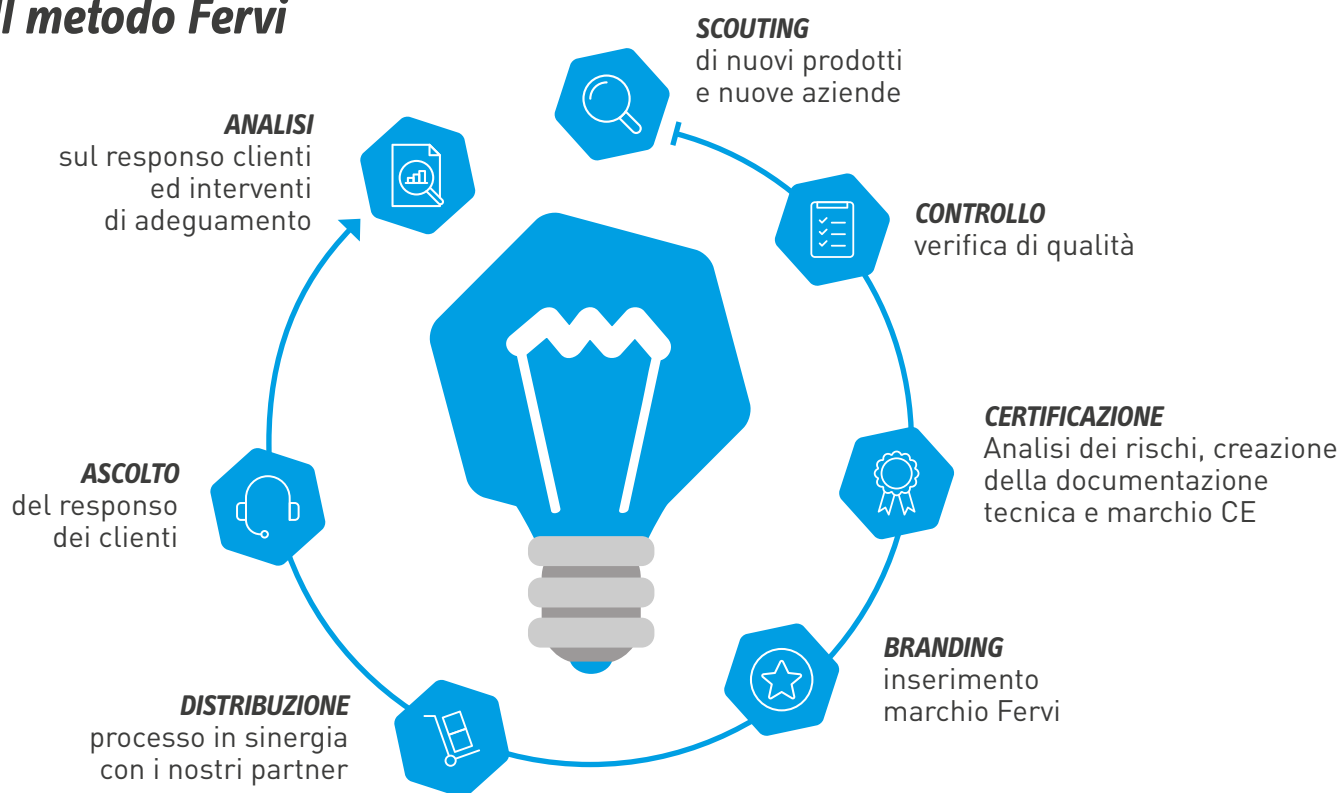 Il metodo Fervi
SCOUTING
di nuovi prodotti
e nuove aziende
CONTROLLO
verifica di qualità
CERTIFICAZIONE
Analisi dei rischi, creazione
della documentazione
tecnica e marchio CE
BRANDING
inserimento
marchio Fervi
DISTRIBUZIONE
processo in sinergia
con i nostri partner
ASCOLTO
del responso
dei clienti
ANALISI
sul responso clienti
ed interventi
di adeguamento